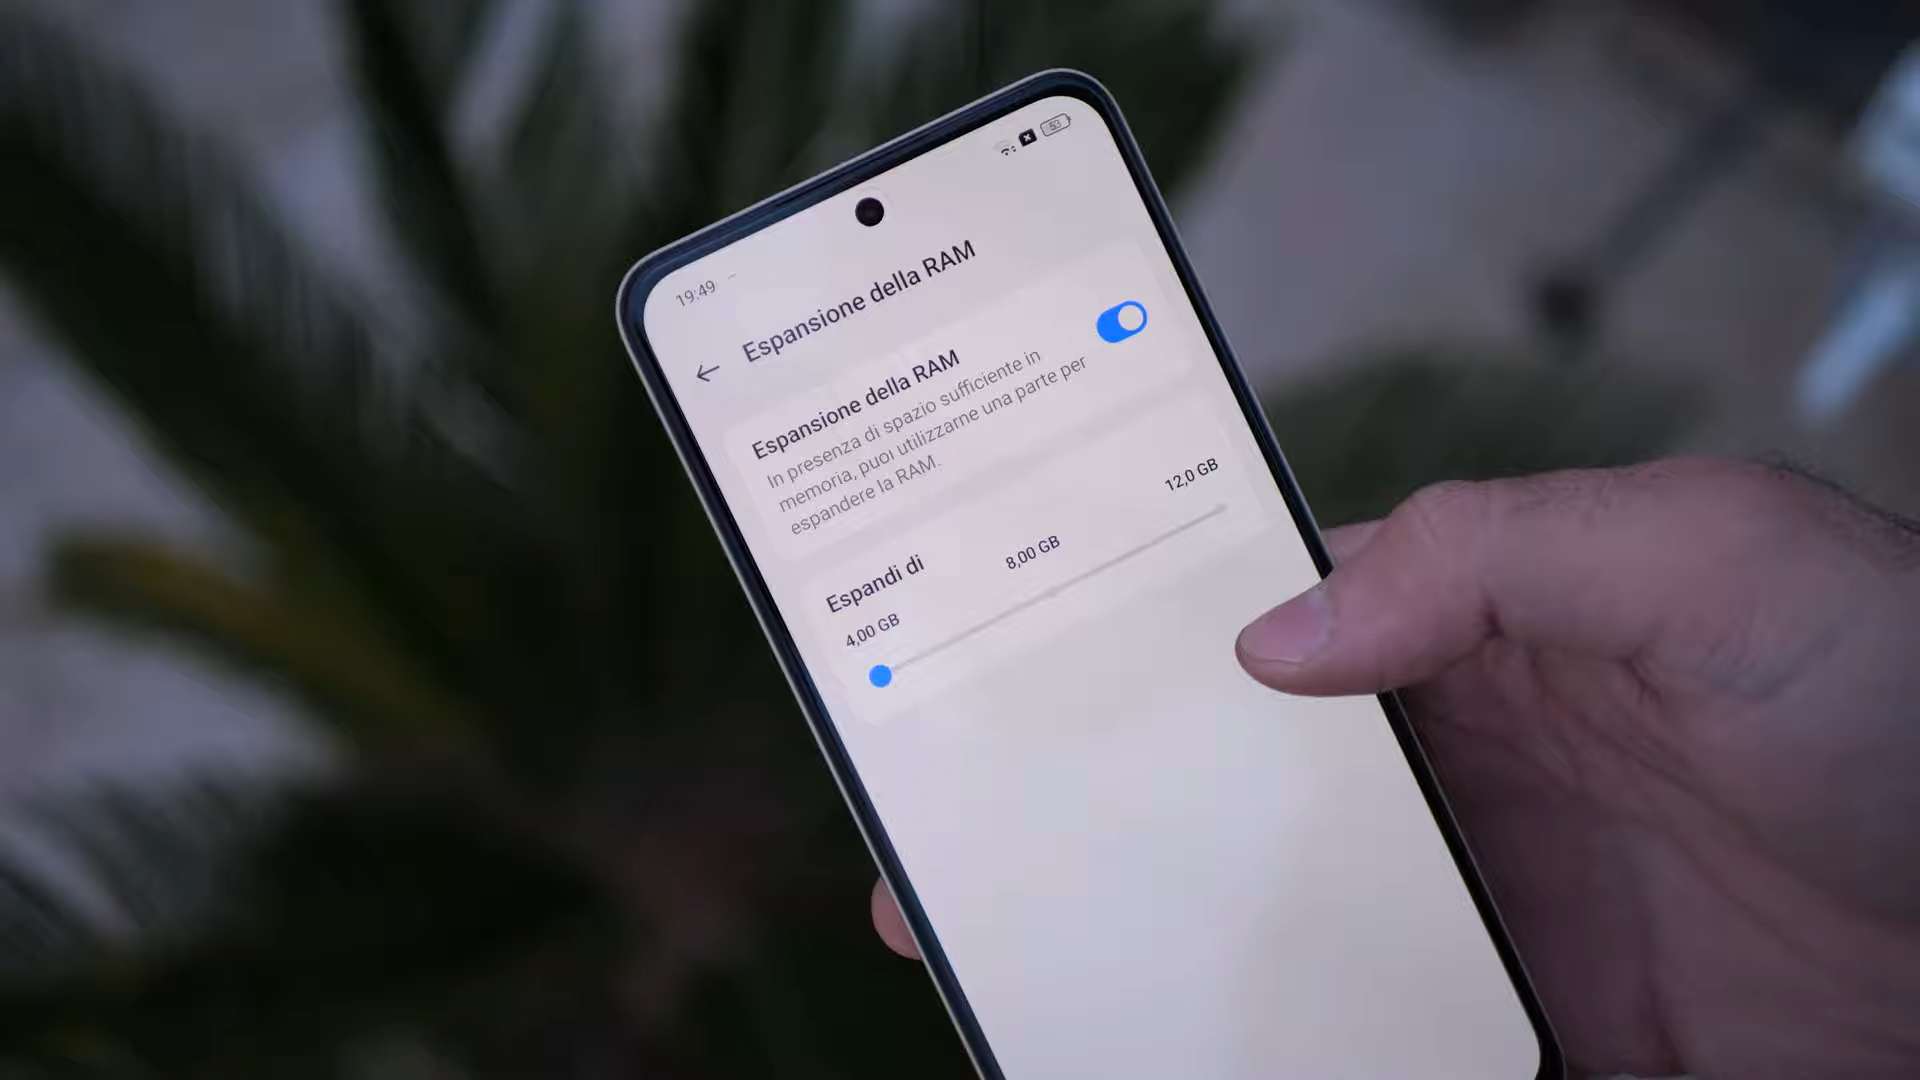 19:49
53
Espansione della RAM
Espansione della RAM
In presenza di spazio sufficiente in
memoria, puoi utilizzarne una parte per
espandere la RAM.
Espandi di
4,00 GB
8,00 GB
12,0 GB